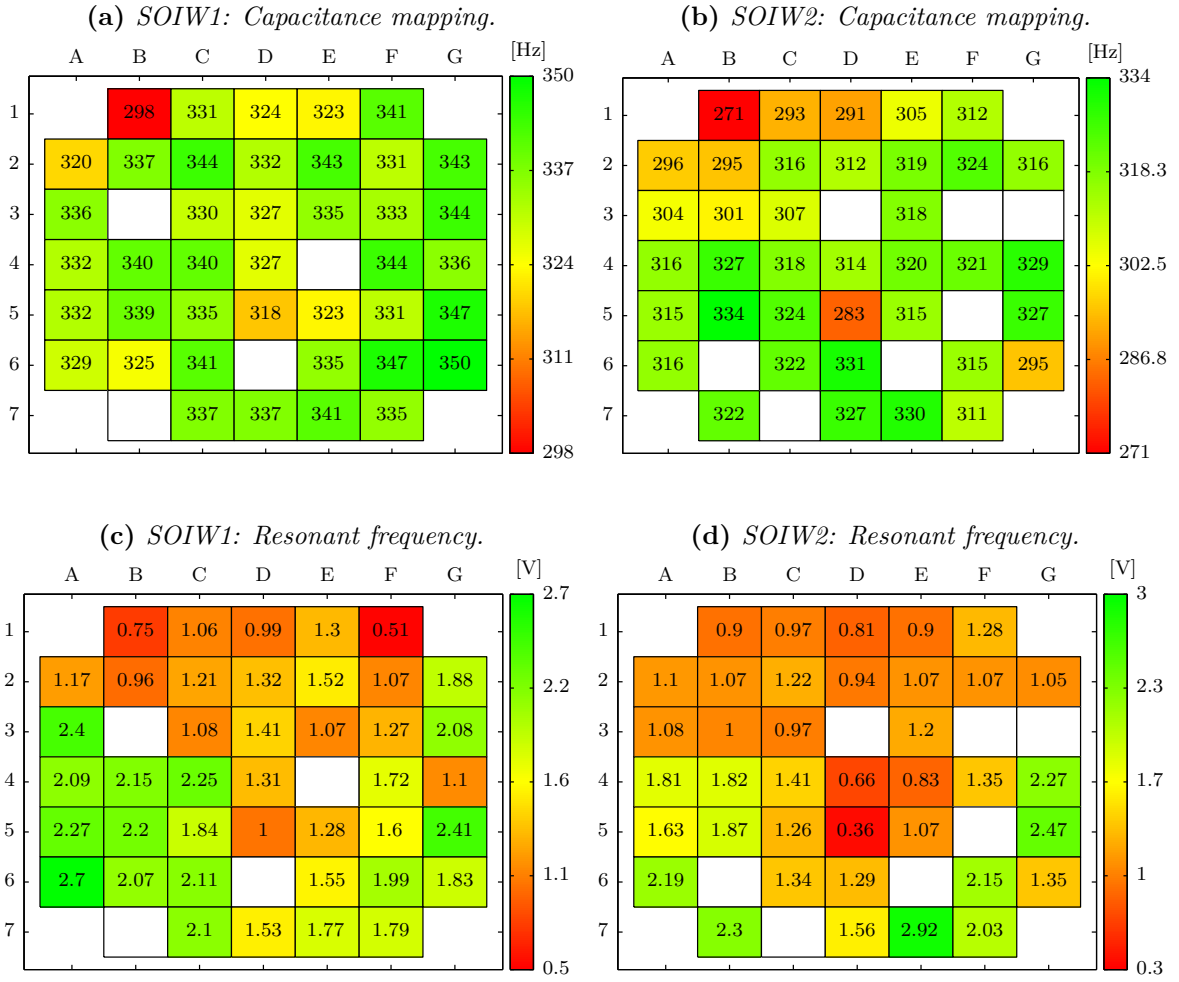 (a) SOIW1: Capacitance mapping.
A B C D E F G [Hz]
1 298 331 324 323 341 350
2 320 337 344 332 343 331 343 337
3 336 330 327 335 333 344
4 332 340 340 327 344 336 324
5 332 339 335 318 323 331 347
6 329 325 341 335 347 350 311
7 337 337 341 335
298
(b) SOIW2: Capacitance mapping.
A B C D E F G [Hz]
334
1 271 293 291 305 312
2 296 295 316 312 319 324 316 318.3
3 304 301 307 318
4 316 327 318 314 320 321 329 302.5
5 315 334 324 283 315 327
6 316 322 331 315 295 286.8
7 322 327 330 311
271
(c) SOIW1: Resonant frequency.
A B C D E F G [V]
2.7
1 0.75 1.06 0.99 1.3 0.51
2 1.17 0.96 1.21 1.32 1.52 1.07 1.88 2.2
3 2.4 1.08 1.41 1.07 1.27 2.08
4 2.09 2.15 2.25 1.31 1.72 1.1 1.6
5 2.27 2.2 1.84 1 1.28 1.6 2.41
6 2.7 2.07 2.11 1.55 1.99 1.83 1.1
7 2.1 1.53 1.77 1.79
0.5
(d) SOIW2: Resonant frequency.
A B C D E F G [V]
3
1 0.9 0.97 0.81 0.9 1.28
2 1.1 1.07 1.22 0.94 1.07 1.07 1.05 2.3
3 1.08 1 0.97 1.2
4 1.81 1.82 1.41 0.66 0.83 1.35 2.27 1.7
5 1.63 1.87 1.26 0.36 1.07 2.47
6 2.19 1.34 1.29 2.15 1.35 1
7 2.3 1.56 2.92 2.03
0.3